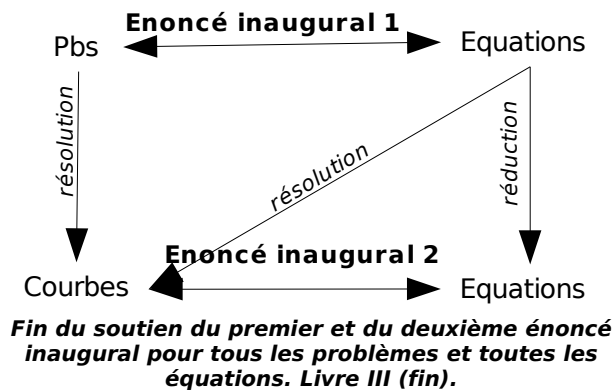 Enoncé inaugural 1
Pbs
Equations
résolution
résolution
réduction
Enoncé inaugural 2
Courbes
Equations
Fin du soutien du premier et du deuxième énoncé
inaugural pour tous les problèmes et toutes les
équations. Livre III (fin).